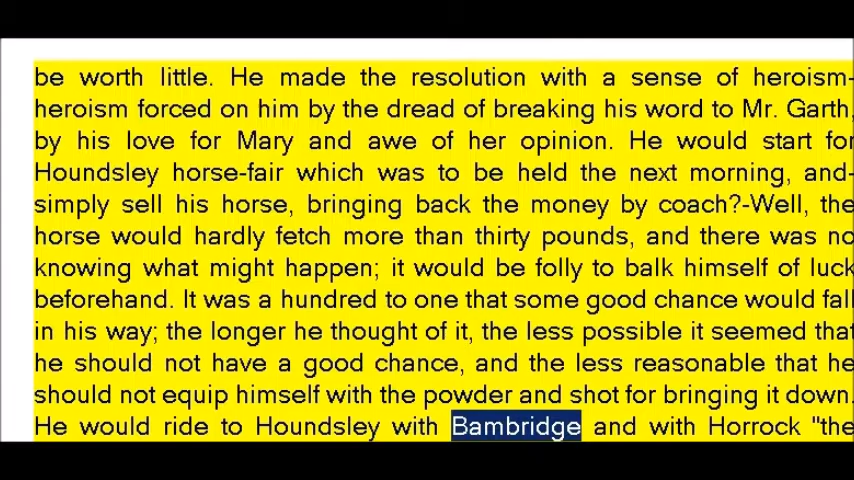 be worth little. He made the resolution with a sense of heroism-
heroism forced on him by the dread of breaking his word to Mr. Garth,
by his love for Mary and awe of her opinion. He would start for
Houndsley horse-fair which was to be held the next morning, and-
simply sell his horse, bringing back the money by coach?-Well, the
horse would hardly fetch more than thirty pounds, and there was no
knowing what might happen; it would be folly to balk himself of luck
beforehand. It was a hundred to one that some good chance would fall
in his way; the longer he thought of it, the less possible it seemed that
he should not have a good chance, and the less reasonable that he
should not equip himself with the powder and shot for bringing it down.
He would ride to Houndsley with Bambridge and with Horrock "the